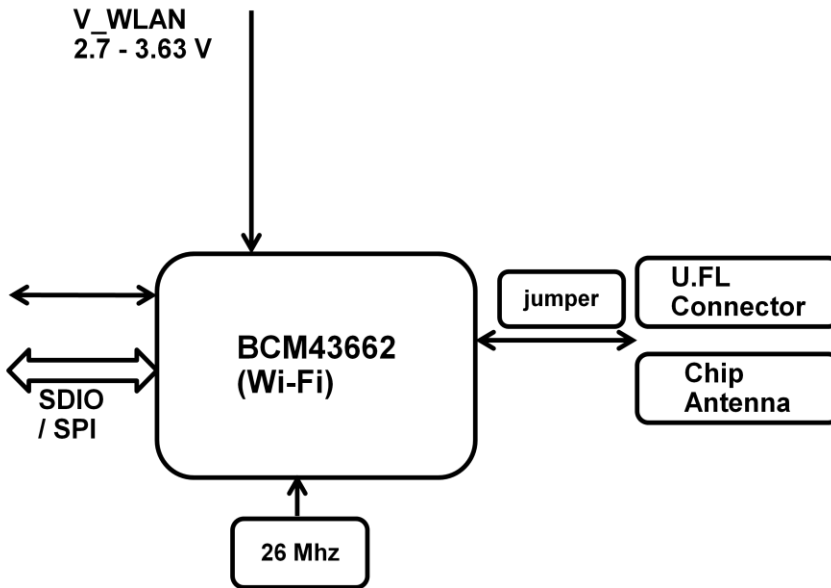 V_WLAN
2.7 - 3.63 V
jumper
U.FL
Connector
BCM43662
(Wi-Fi)
Chip
Antenna
SDIO
/ SPI
26 Mhz